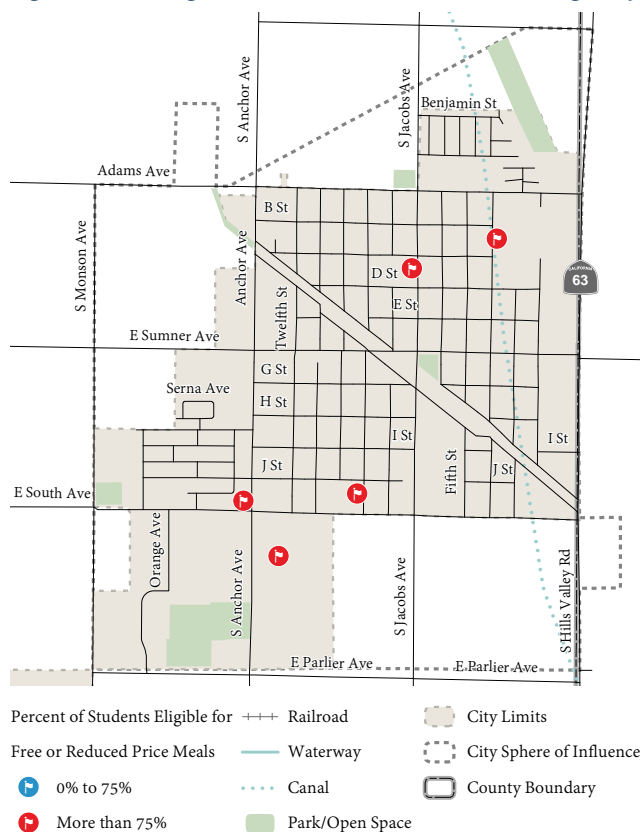 S Anchor Ave
S Jacobs Ave
Benjamin St
Adams Ave
B St
S Monson Ave
Anchor Ave
D St
CALIFORNIA
63
Twelfth St
E St
E Sumner Ave
G St
Serna Ave
H St
I St
I St
J St
Fifth St
J St
E South Ave
Orange Ave
S Anchor Ave
S Jacobs Ave
S Hills Valley Rd
E Parlier Ave
E Parlier Ave
Percent of Students Eligible for
Free or Reduced Price Meals
0% to 75%
More than 75%
Railroad
Waterway
Canal
Park/Open Space
City Limits
City Sphere of Influence
County Boundary